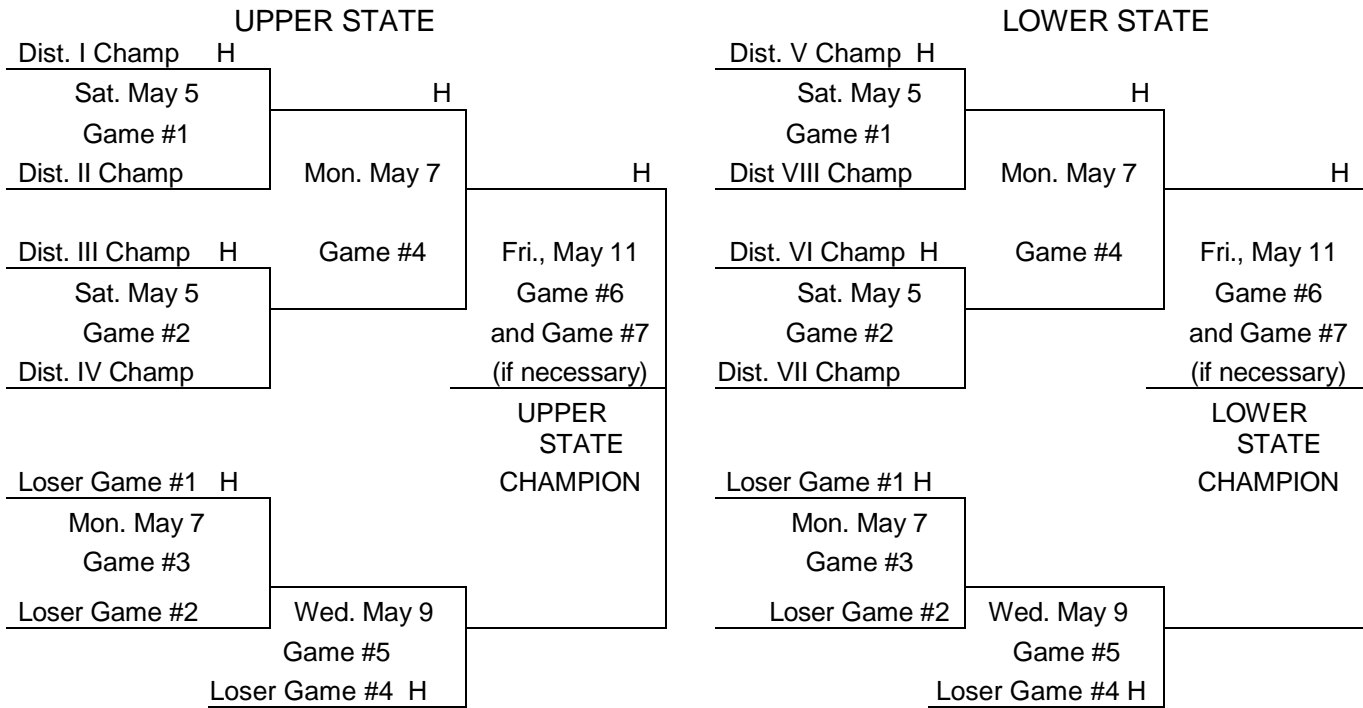 UPPER STATE
Dist. I Champ H
Sat. May 5
H
Game #1
Dist. II Champ
Mon. May 7
H
Dist. III Champ H
Game #4
Fri., May 11
Sat. May 5
Game #6
Game #2
and Game #7
Dist. IV Champ
(if necessary)
UPPER
STATE
Loser Game #1 H
CHAMPION
Mon. May 7
Game #3
Loser Game #2
Wed. May 9
Game #5
Loser Game #4 H
LOWER STATE
Dist. V Champ H
Sat. May 5
H
Game #1
Dist VIII Champ
Mon. May 7
H
Dist. VI Champ H
Game #4
Fri., May 11
Sat. May 5
Game #6
Game #2
and Game #7
Dist. VII Champ
(if necessary)
LOWER
STATE
Loser Game #1 H
CHAMPION
Mon. May 7
Game #3
Loser Game #2
Wed. May 9
Game #5
Loser Game #4 H